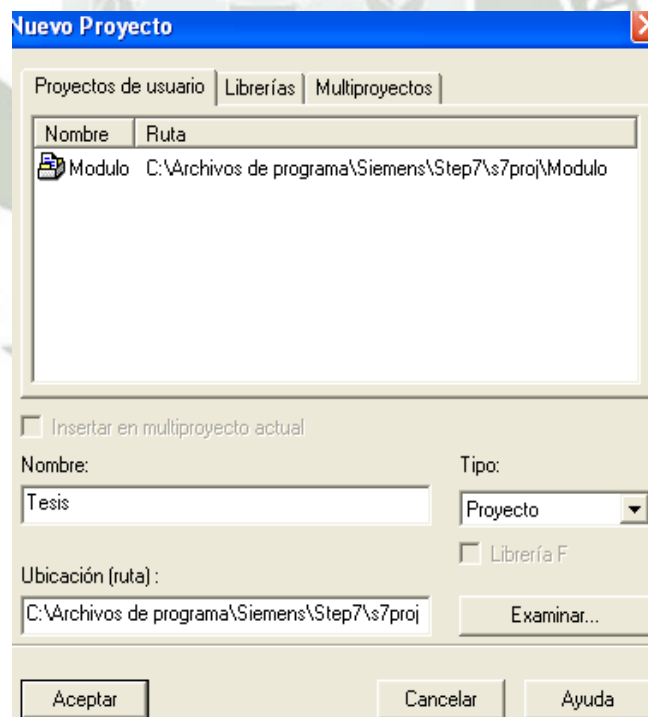 Nuevo Proyecto
Proyectos de usuario Librerías Multiproyectos
Nombre Ruta
Modulo C:\Archivos de programa\Siemens\Step7\s7proj\Modulo
Insertar en multiproyecto actual
Nombre: Tipo:
Tesis Proyecto
Librería F
Ubicación (ruta) :
C:\Archivos de programa\Siemens\Step7\s7proj Examinar...
Aceptar Cancelar Ayuda